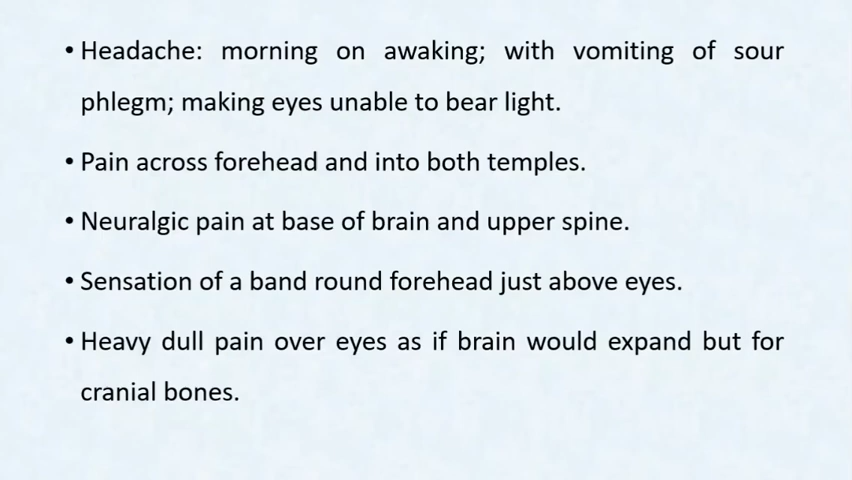 • Headache: morning on awaking; with vomiting of sour
phlegm; making eyes unable to bear light.
• Pain across forehead and into both temples.
• Neuralgic pain at base of brain and upper spine.
• Sensation of a band round forehead just above eyes.
• Heavy dull pain over eyes as if brain would expand but for
cranial bones.